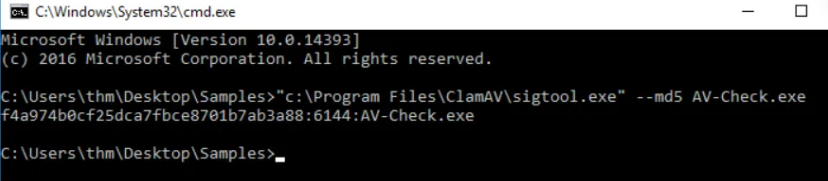 C:\Windows\System32\cmd.exe
Microsoft Windows [Version 10.0.14393]
(c) 2016 Microsoft Corporation. All rights reserved.
C:\Users\thm\Desktop\Samples>"c:\Program Files\ClamAV\sigtool.exe" --md5 AV-Check.exe
f4a974b0cf25dca7fbce8701b7ab3a88:6144:AV-Check.exe
C:\Users\thm\Desktop\Samples>